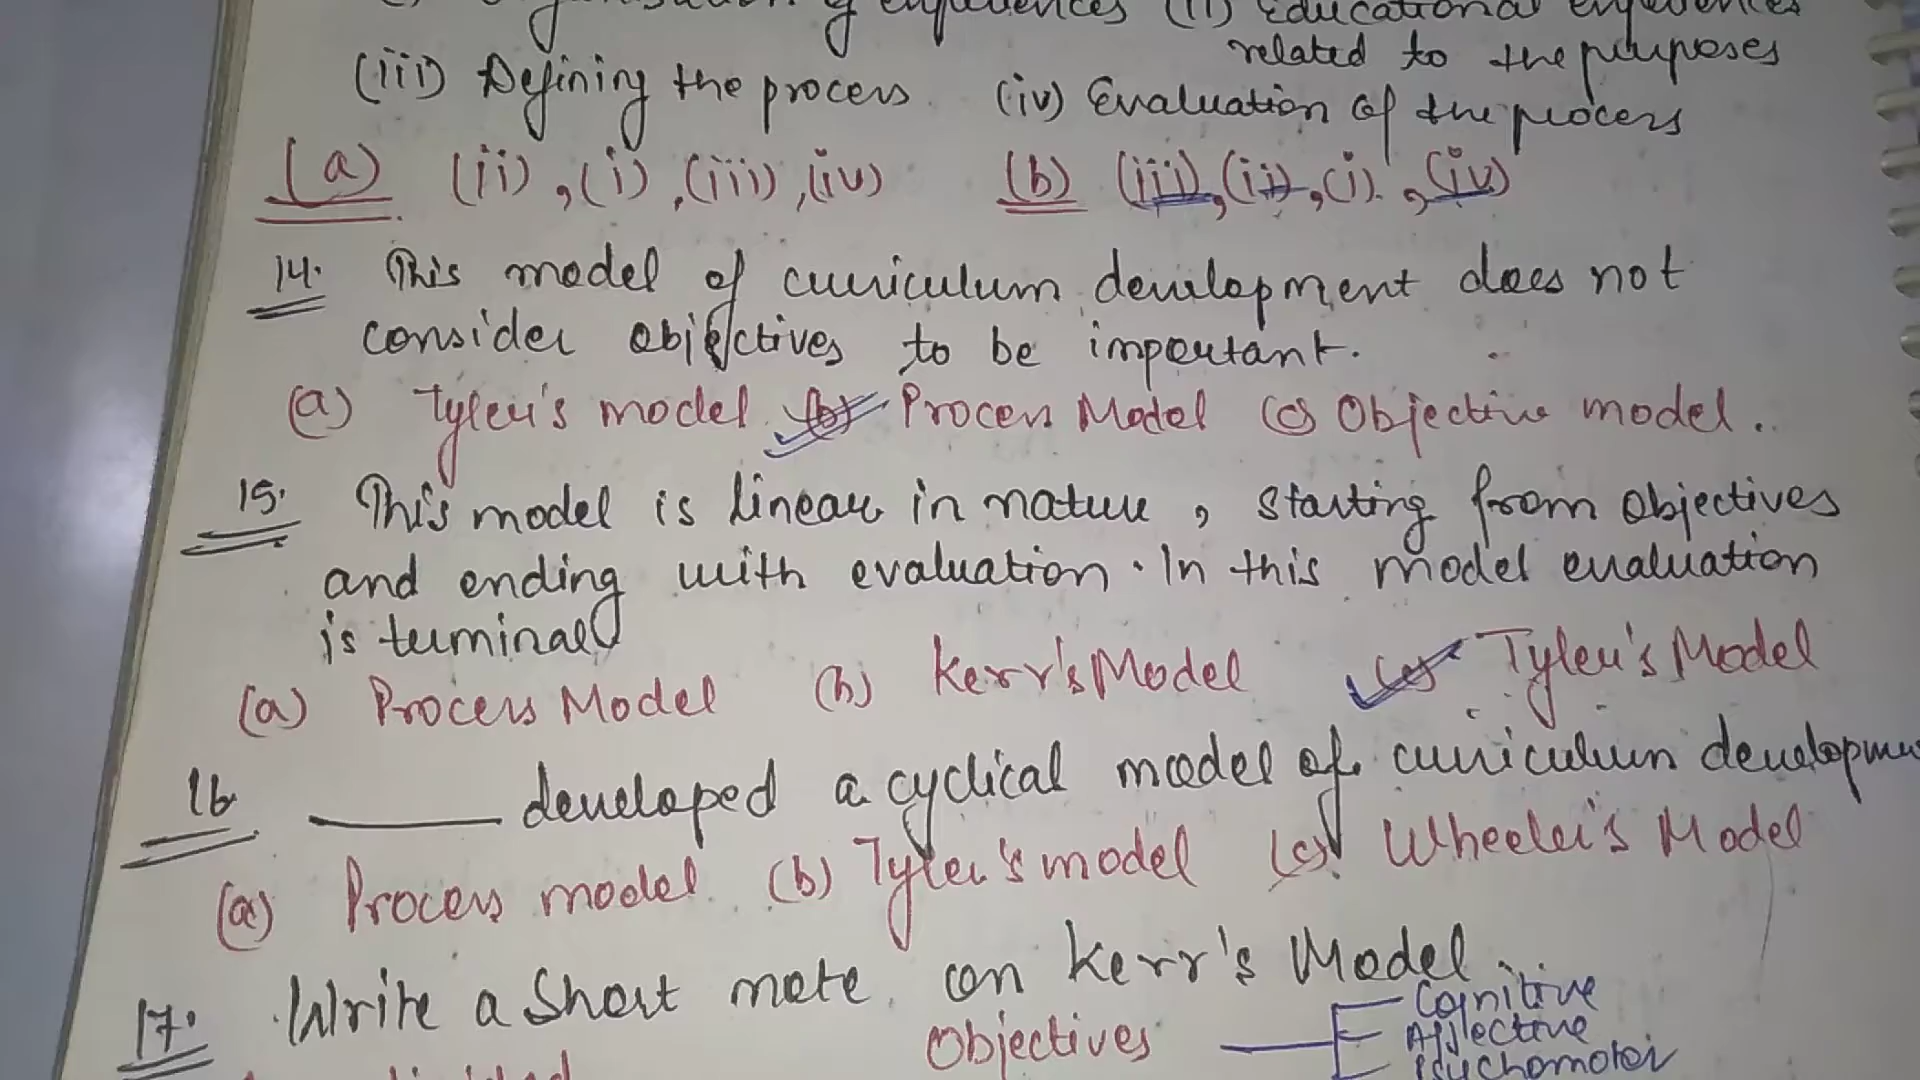 (ii) Educational
related to the purposes
(iii) Defining the process (iv) Evaluation of the process
(a) (ii), (i), (iii), (iv) (b) (iii), (ii), (i), (iv)
14. This model of curriculum development does not
consider objectives to be important.
(a) Tyler's model (b) Process Model (c) Objective model.
15. This model is linear in nature, starting from objectives
and ending with evaluation. In this model evaluation
is terminal
(a) Process Model (b) Kerr's Model (c) Tyler's Model
16 ______ developed a cyclical model of curriculum
(a) Process model (b) Tyler's model (c) Wheeler's Model
17. Write a short note on Kerr's Model.
Objectives
Cognitive
Affective
Psychomotor